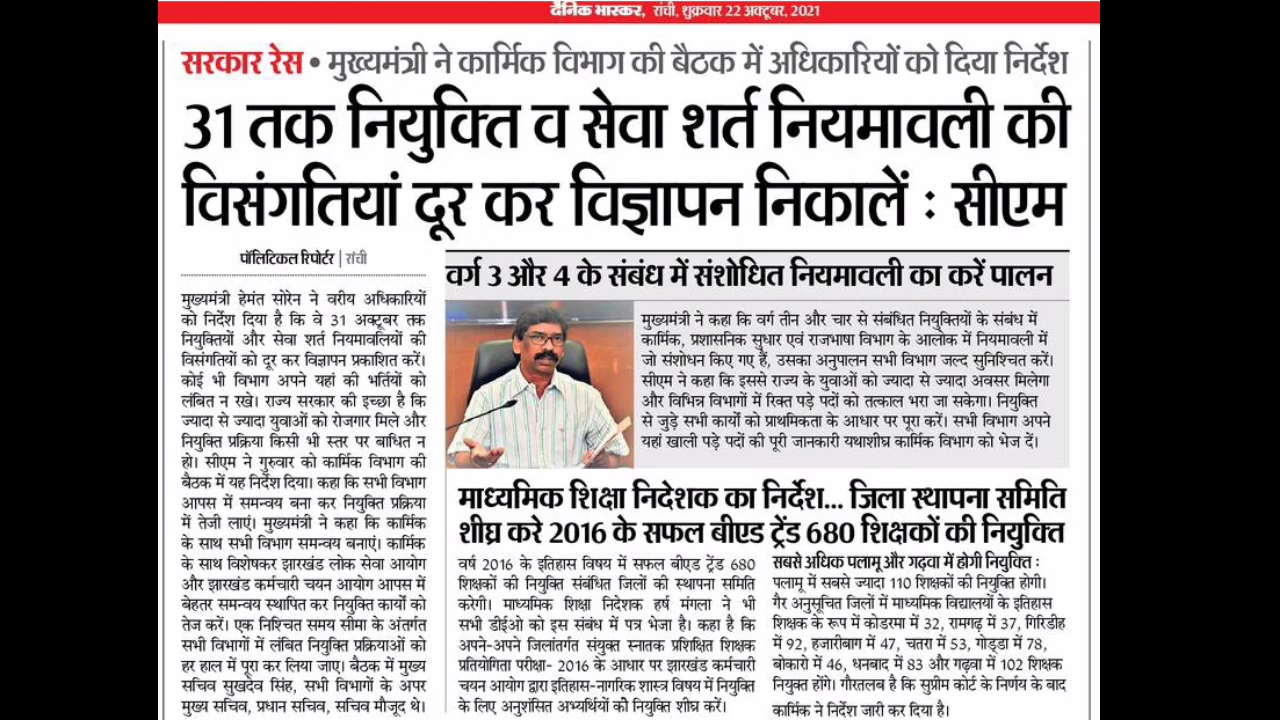 दैनिक भास्कर, रांची, शुक्रवार 22 अक्टूबर, 2021
सरकार रेस • मुख्यमंत्री ने कार्मिक विभाग की बैठक में अधिकारियों को दिया निर्देश
31 तक नियुक्ति व सेवा शर्त नियमावली की
विसंगतियां दूर कर विज्ञापन निकालें : सीएम
पॉलिटिकल रिपोर्टर | रांची
मुख्यमंत्री हेमंत सोरेन ने वरीय अधिकारियों
को निर्देश दिया है कि वे 31 अक्टूबर तक
नियुक्तियों और सेवा शर्त नियमावलियों की
विसंगतियों को दूर कर विज्ञापन प्रकाशित करें।
कोई भी विभाग अपने यहां की भर्तियों को
लंबित न रखे। राज्य सरकार की इच्छा है कि
ज्यादा से ज्यादा युवाओं को रोजगार मिले और
नियुक्ति प्रक्रिया किसी भी स्तर पर बाधित न
हो। सीएम ने गुरुवार को कार्मिक विभाग की
बैठक में यह निर्देश दिया। कहा कि सभी विभाग
आपस में समन्वय बना कर नियुक्ति प्रक्रिया
में तेजी लाएं। मुख्यमंत्री ने कहा कि कार्मिक
के साथ सभी विभाग समन्वय बनाएं। कार्मिक
के साथ विशेषकर झारखंड लोक सेवा आयोग
और झारखंड कर्मचारी चयन आयोग आपस में
बेहतर समन्वय स्थापित कर नियुक्ति कार्यों को
तेज करें। एक निश्चित समय सीमा के अंतर्गत
सभी विभागों में लंबित नियुक्ति प्रक्रियाओं को
हर हाल में पूरा कर लिया जाए। बैठक में मुख्य
सचिव सुखदेव सिंह, सभी विभागों के अपर
मुख्य सचिव, प्रधान सचिव, सचिव मौजूद थे।
वर्ग 3 और 4 के संबंध में संशोधित नियमावली का करें पालन
मुख्यमंत्री ने कहा कि वर्ग तीन और चार से संबंधित नियुक्तियों के संबंध में
कार्मिक, प्रशासनिक सुधार एवं राजभाषा विभाग के आलोक में नियमावली में
जो संशोधन किए गए हैं, उसका अनुपालन सभी विभाग जल्द सुनिश्चित करें।
सीएम ने कहा कि इससे राज्य के युवाओं को ज्यादा से ज्यादा अवसर मिलेगा
और विभिन्न विभागों में रिक्त पड़े पदों को तत्काल भरा जा सकेगा। नियुक्ति
से जुड़े सभी कार्यों को प्राथमिकता के आधार पर पूरा करें। सभी विभाग अपने
यहां खाली पड़े पदों की पूरी जानकारी यथाशीघ्र कार्मिक विभाग को भेज दें।
माध्यमिक शिक्षा निदेशक का निर्देश... जिला स्थापना समिति
शीघ्र करे 2016 के सफल बीएड ट्रेंड 680 शिक्षकों की नियुक्ति
वर्ष 2016 के इतिहास विषय में सफल बीएड ट्रेंड 680
शिक्षकों की नियुक्ति संबंधित जिलों की स्थापना समिति
करेगी। माध्यमिक शिक्षा निदेशक हर्ष मंगला ने भी
सभी डीईओ को इस संबंध में पत्र भेजा है। कहा है कि
अपने-अपने जिलांतर्गत संयुक्त स्नातक प्रशिक्षित शिक्षक
प्रतियोगिता परीक्षा- 2016 के आधार पर झारखंड कर्मचारी
चयन आयोग द्वारा इतिहास-नागरिक शास्त्र विषय में नियुक्ति
के लिए अनुशंसित अभ्यर्थियों की नियुक्ति शीघ्र करें।
सबसे अधिक पलामू और गढ़वा में होगी नियुक्ति :
पलामू में सबसे ज्यादा 110 शिक्षकों की नियुक्ति होगी।
गैर अनुसूचित जिलों में माध्यमिक विद्यालयों के इतिहास
शिक्षक के रूप में कोडरमा में 32, रामगढ़ में 37, गिरिडीह
में 92, हजारीबाग में 47, चतरा में 53, गोड्डा में 78,
बोकारो में 46, धनबाद में 83 और गढ़वा में 102 शिक्षक
नियुक्त होंगे। गौरतलब है कि सुप्रीम कोर्ट के निर्णय के बाद
कार्मिक ने निर्देश जारी कर दिया है।